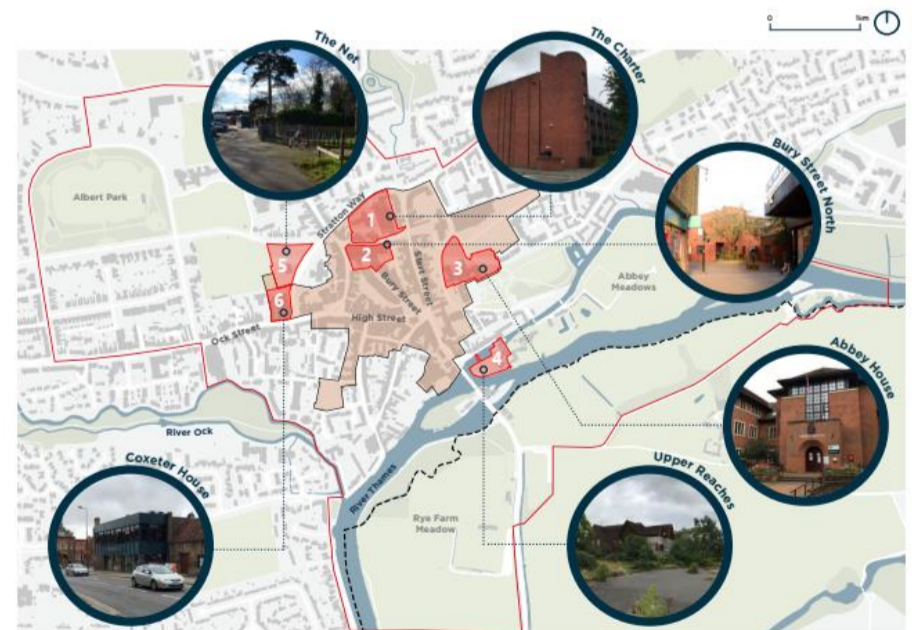 0 1km
The Net
The Charter
Bury Street North
Albert Park
Stratton Way
1
2
3
4
5
6
Stert Street
Bury Street
High Street
Ock Street
Abbey
Meadows
Abbey House
River Ock
Coxeter House
River Thames
Rye Farm
Meadow
Upper Reaches